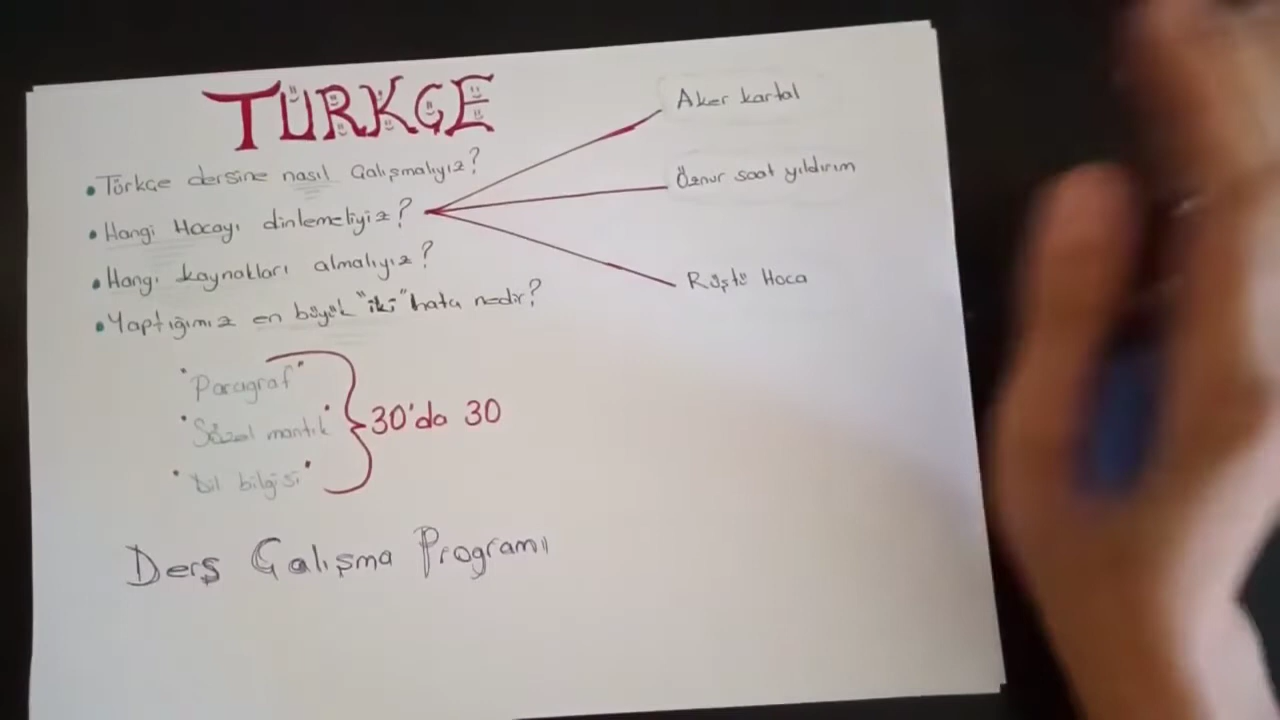 TÜRKÇE
• Türkçe dersine nasıl Çalışmalıyız?
• Hangi Hocayı dinlemeliyiz?
Aker kartal
Öznur saat yıldırım
Rüştü Hoca
• Hangi kaynakları almalıyız?
• Yaptığımız en büyük "iki" hata nedir?
"Paragraf"
"Sözel mantık"
"Dil bilgisi"
30'da 30
Ders Çalışma Programı